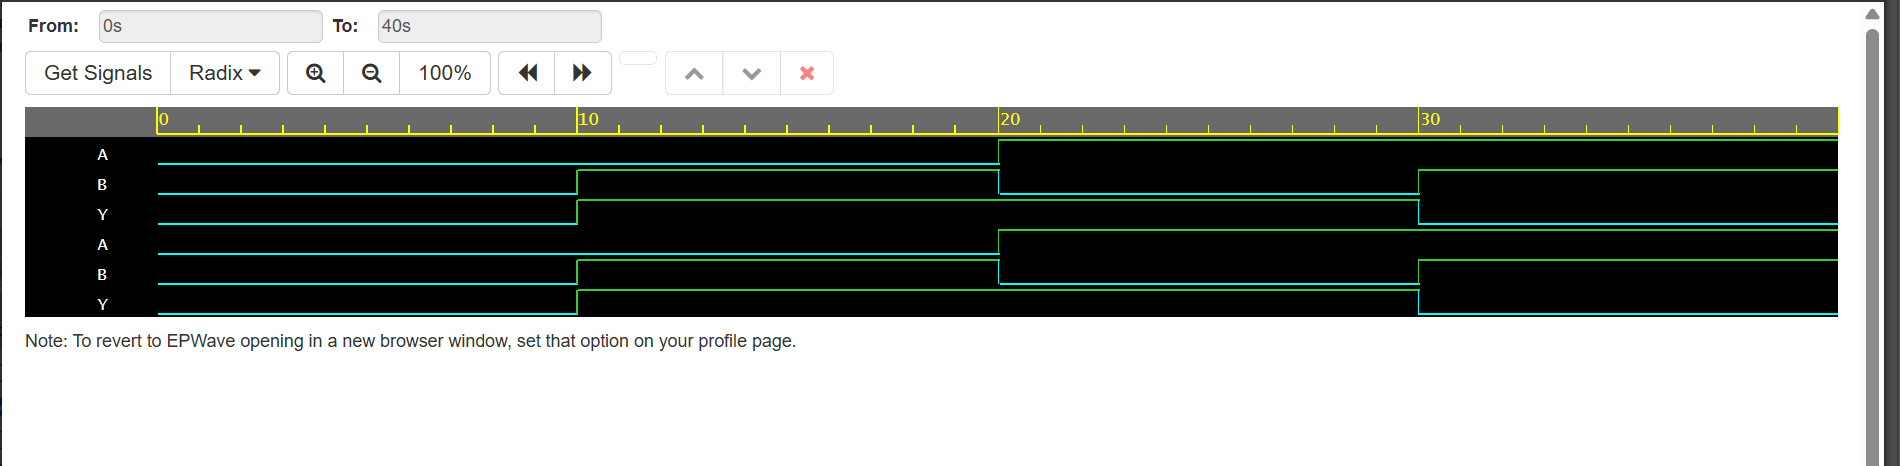 From: 0s To: 40s
Get Signals Radix 100%
0 10 20 30
A
B
Y
A
B
Y
Note: To revert to EPWave opening in a new browser window, set that option on your profile page.